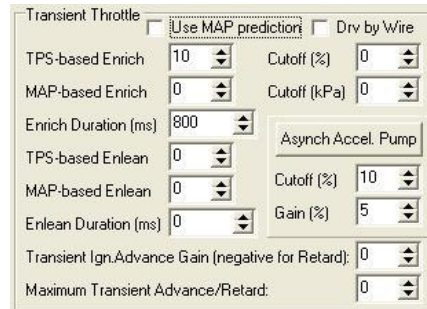 Transient Throttle
Use MAP prediction Drv by Wire
TPS-based Enrich 10 Cutoff (%) 0
MAP-based Enrich 0 Cutoff (kPa) 0
Enrich Duration (ms) 800
Asynch Accel. Pump
TPS-based Enlean 0
MAP-based Enlean 0 Cutoff (%) 10
Enlean Duration (ms) 0 Gain (%) 5
Transient Ign.Advance Gain (negative for Retard): 0
Maximum Transient Advance/Retard: 0